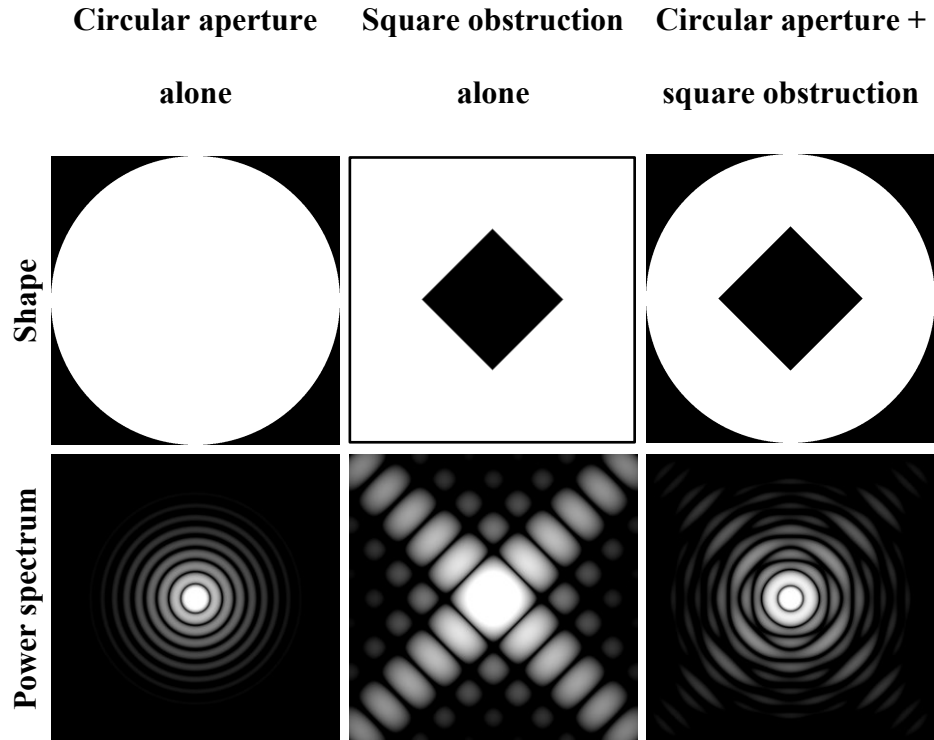 Circular aperture
alone
Square obstruction
alone
Circular aperture +
square obstruction
Shape
Power spectrum